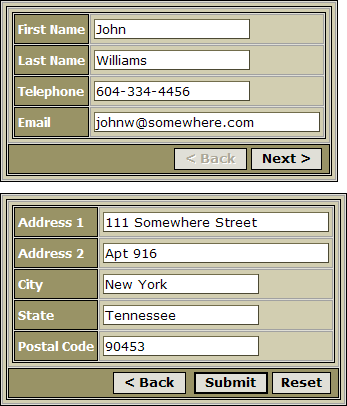 First Name John
Last Name Williams
Telephone 604-334-4456
Email johnw@somewhere.com
< Back Next >
Address 1 111 Somewhere Street
Address 2 Apt 916
City New York
State Tennessee
Postal Code 90453
< Back Submit Reset